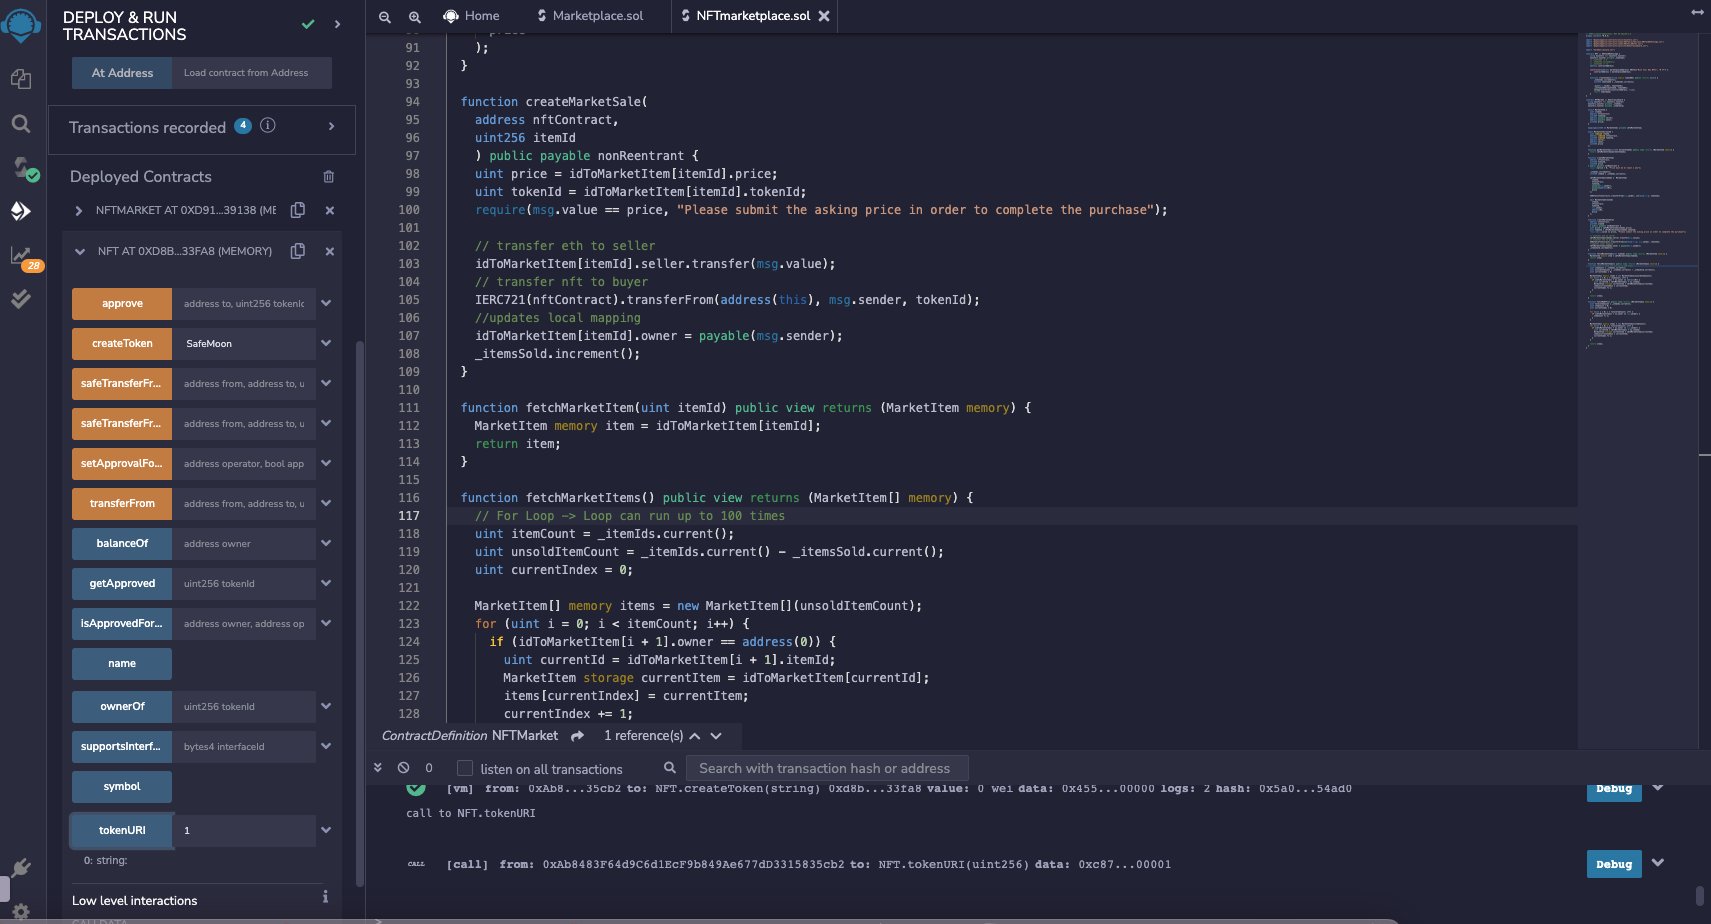 DEPLOY & RUN
TRANSACTIONS
At Address
Load contract from Address
Transactions recorded 4 i
Deployed Contracts
NFTMARKET AT 0XD91...39138 (ME
NFT AT 0XD8B...33FA8 (MEMORY)
approve address to, uint256 tokenId
createToken SafeMoon
safeTransferFr... address from, address to, u
safeTransferFr... address from, address to, u
setApprovalFo... address operator, bool app
transferFrom address from, address to, u
balanceOf address owner
getApproved uint256 tokenId
isApprovedFor... address owner, address op
name
ownerOf uint256 tokenId
supportsInterf... bytes4 interfaceId
symbol
tokenURI 1
0: string:
Low level interactions i
CALLDATA
28
Home
Marketplace.sol
NFTmarketplace.sol
91 );
92 }
93
94 function createMarketSale(
95 address nftContract,
96 uint256 itemId
97 ) public payable nonReentrant {
98 uint price = idToMarketItem[itemId].price;
99 uint tokenId = idToMarketItem[itemId].tokenId;
100 require(msg.value == price, "Please submit the asking price in order to complete the purchase");
101
102 // transfer eth to seller
103 idToMarketItem[itemId].seller.transfer(msg.value);
104 // transfer nft to buyer
105 IERC721(nftContract).transferFrom(address(this), msg.sender, tokenId);
106 //updates local mapping
107 idToMarketItem[itemId].owner = payable(msg.sender);
108 _itemsSold.increment();
109 }
110
111 function fetchMarketItem(uint itemId) public view returns (MarketItem memory) {
112 MarketItem memory item = idToMarketItem[itemId];
113 return item;
114 }
115
116 function fetchMarketItems() public view returns (MarketItem[] memory) {
117 // For Loop -> Loop can run up to 100 times
118 uint itemCount = _itemIds.current();
119 uint unsoldItemCount = _itemIds.current() - _itemsSold.current();
120 uint currentIndex = 0;
121
122 MarketItem[] memory items = new MarketItem[](unsoldItemCount);
123 for (uint i = 0; i < itemCount; i++) {
124 if (idToMarketItem[i + 1].owner == address(0)) {
125 uint currentId = idToMarketItem[i + 1].itemId;
126 MarketItem storage currentItem = idToMarketItem[currentId];
127 items[currentIndex] = currentItem;
128 currentIndex += 1;
ContractDefinition NFTMarket 1 reference(s)
0 listen on all transactions Search with transaction hash or address
[vm] from: 0xAb8...35cb2 to: NFT.createToken(string) 0xd8b...33fa8 value: 0 wei data: 0x455...00000 logs: 2 hash: 0x5a0...54ad0 Debug
call to NFT.tokenURI
CALL [call] from: 0xAb8483F64d9C6d1EcF9b849Ae677dD3315835cb2 to: NFT.tokenURI(uint256) data: 0xc87...00001 Debug